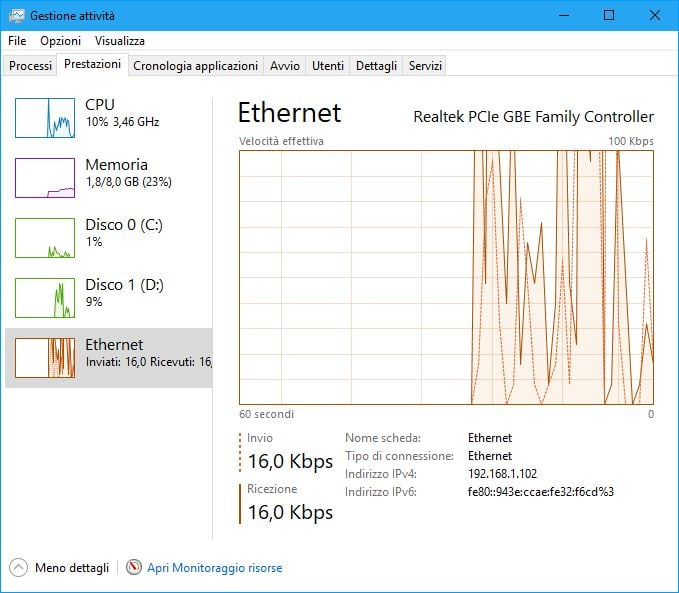 Gestione attività
File Opzioni Visualizza
Processi Prestazioni Cronologia applicazioni Avvio Utenti Dettagli Servizi
CPU
10% 3,46 GHz
Memoria
1,8/8,0 GB (23%)
Disco 0 (C:)
1%
Disco 1 (D:)
9%
Ethernet
Inviati: 16,0 Ricevuti: 16,
Ethernet Realtek PCIe GBE Family Controller
Velocità effettiva 100 Kbps
60 secondi 0
Invio
16,0 Kbps
Ricezione
16,0 Kbps
Nome scheda: Ethernet
Tipo di connessione: Ethernet
Indirizzo IPv4: 192.168.1.102
Indirizzo IPv6: fe80::943e:ccae:fe32:f6cd%3
Meno dettagli Apri Monitoraggio risorse